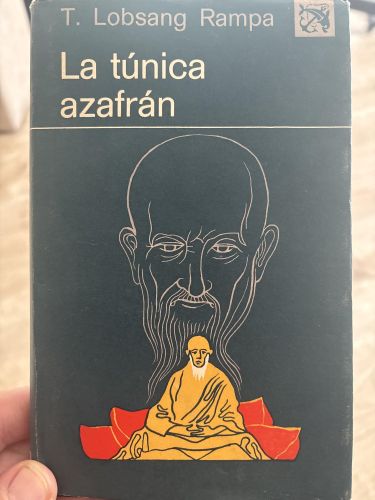 T. Lobsang Rampa
La túnica
azafrán